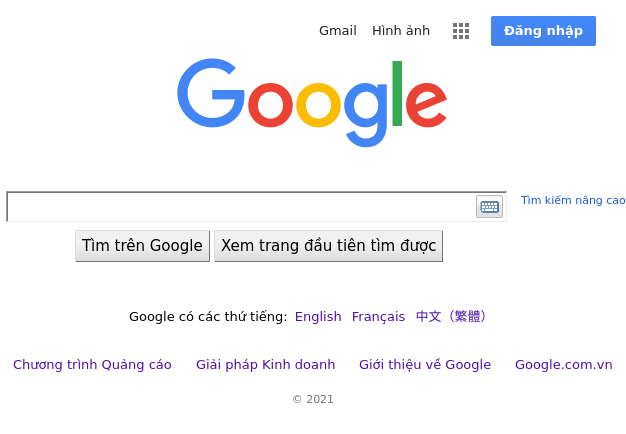 Gmail Hình ảnh Đăng nhập
Google
Tìm kiếm nâng cao
Tìm trên Google Xem trang đầu tiên tìm được
Google có các thứ tiếng: English Français 中文（繁體）
Chương trình Quảng cáo Giải pháp Kinh doanh Giới thiệu về Google Google.com.vn
© 2021